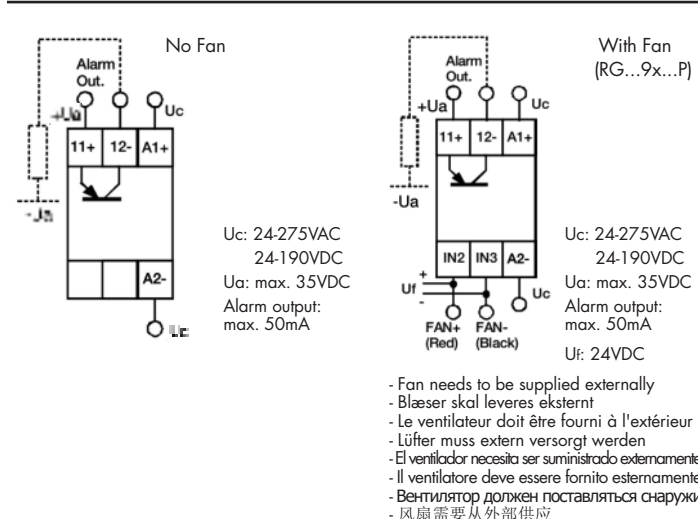 No Fan
Alarm
Out.
+Ua
Uc
11+ 12- A1+
-Ua
A2-
Uc
Uc: 24-275VAC
24-190VDC
Ua: max. 35VDC
Alarm output:
max. 50mA
With Fan
(RG...9x...P)
Alarm
Out.
+Ua
Uc
11+ 12- A1+
-Ua
IN2 IN3 A2-
+
Uf
-
Uc
FAN+ FAN-
(Red) (Black)
Uc: 24-275VAC
24-190VDC
Ua: max. 35VDC
Alarm output:
max. 50mA
Uf: 24VDC
- Fan needs to be supplied externally
- Blæser skal leveres eksternt
- Le ventilateur doit être fourni à l'extérieur
- Lüfter muss extern versorgt werden
- El ventilador necesita ser suministrado externamente
- Il ventilatore deve essere fornito esternamente
- Вентилятор должен поставляться снаружи
- 风扇需要从外部供应